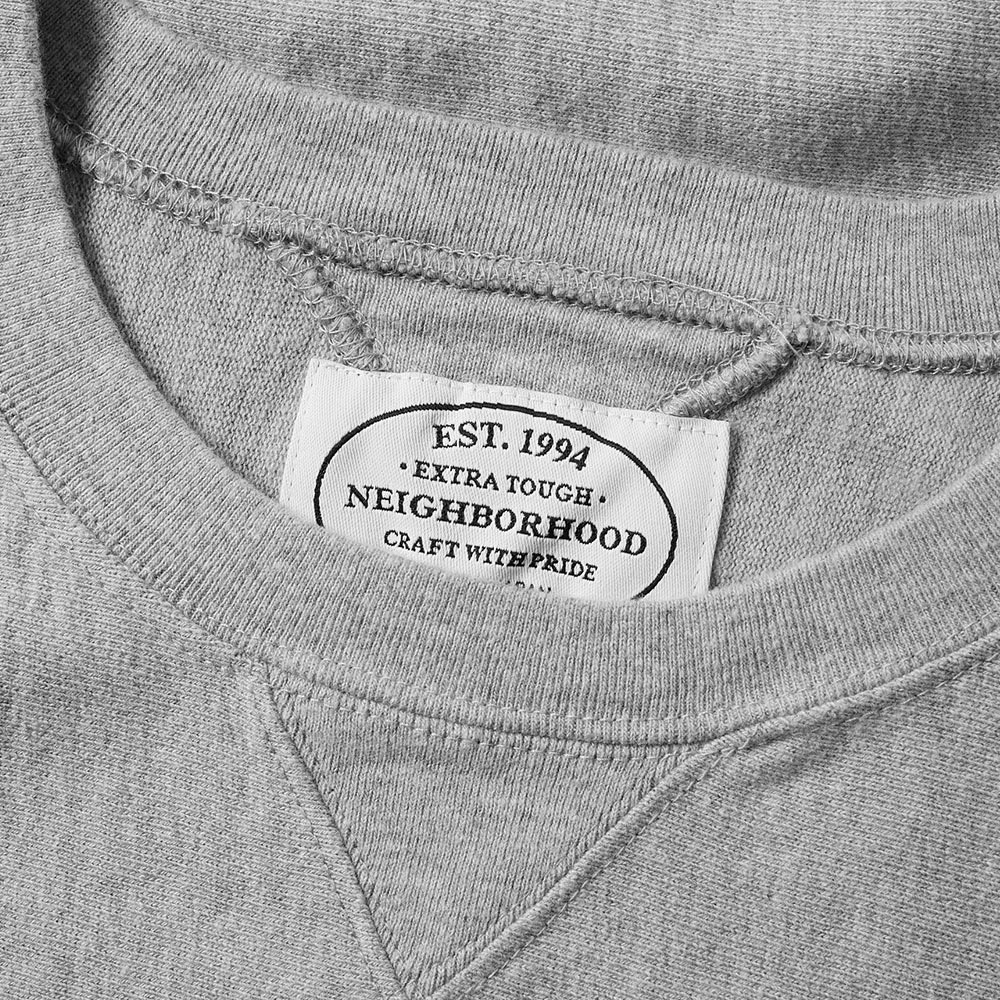 EST. 1994
• EXTRA TOUGH •
NEIGHBORHOOD
CRAFT WITH PRIDE